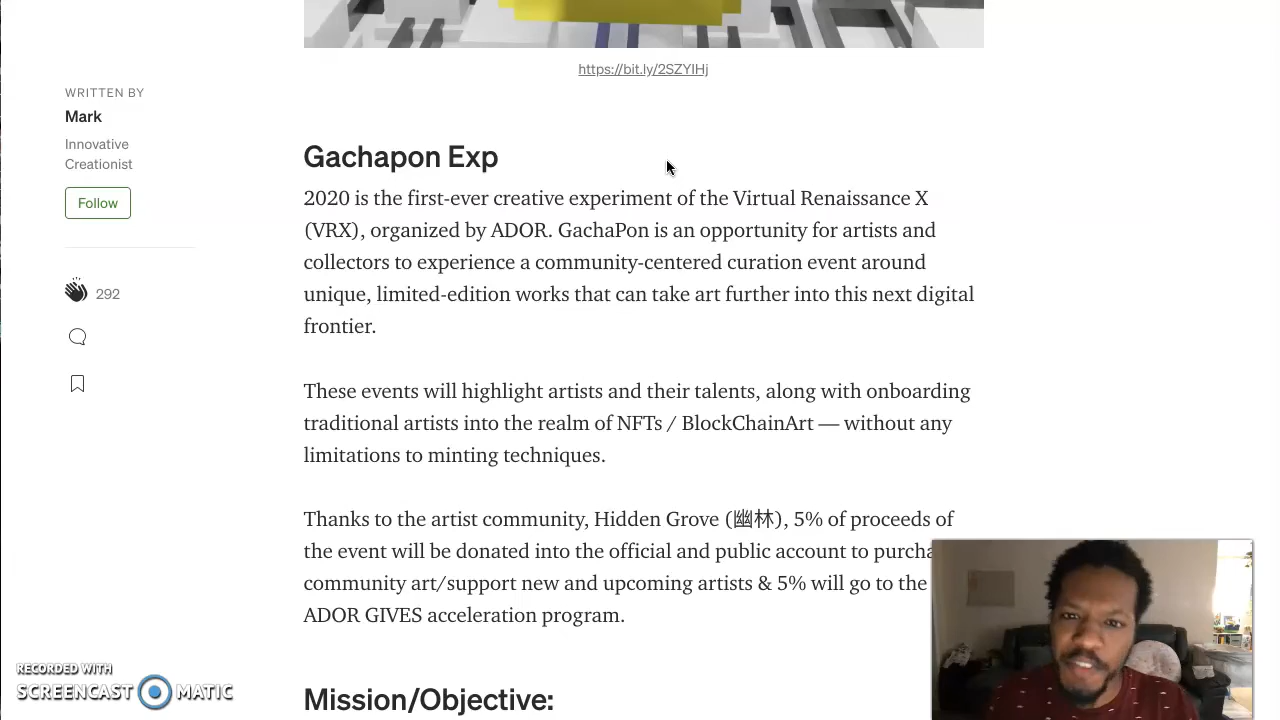 https://bit.ly/2SZYIHj
WRITTEN BY
Mark
Innovative
Creationist
Follow
292
Gachapon Exp
2020 is the first-ever creative experiment of the Virtual Renaissance X
(VRX), organized by ADOR. GachaPon is an opportunity for artists and
collectors to experience a community-centered curation event around
unique, limited-edition works that can take art further into this next digital
frontier.
These events will highlight artists and their talents, along with onboarding
traditional artists into the realm of NFTs / BlockChainArt — without any
limitations to minting techniques.
Thanks to the artist community, Hidden Grove (幽林), 5% of proceeds of
the event will be donated into the official and public account to
community art/support new and upcoming artists & 5% will go to the
ADOR GIVES acceleration program.
Mission/Objective:
RECORDED WITH
SCREENCAST MATIC